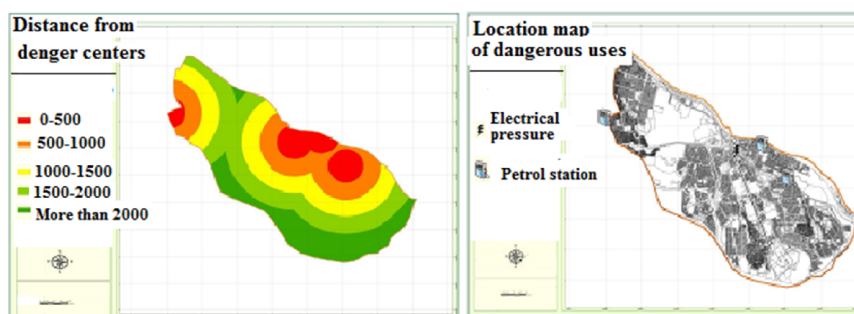 Distance from
denger centers
0-500
500-1000
1000-1500
1500-2000
More than 2000
Location map
of dangerous uses
Electrical
pressure
Petrol station